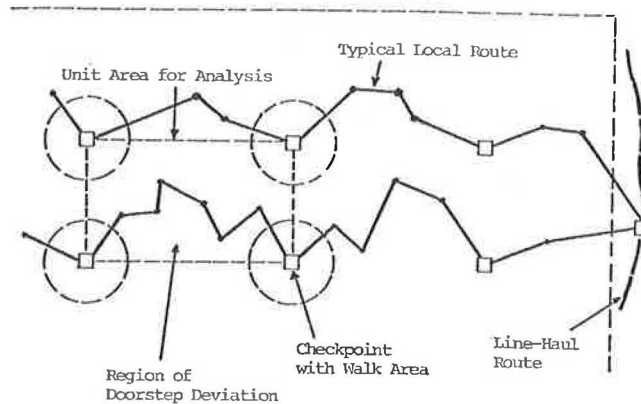 Typical Local Route
Unit Area for Analysis
Line-Haul
Route
Checkpoint
with Walk Area
Region of
Doorstep Deviation